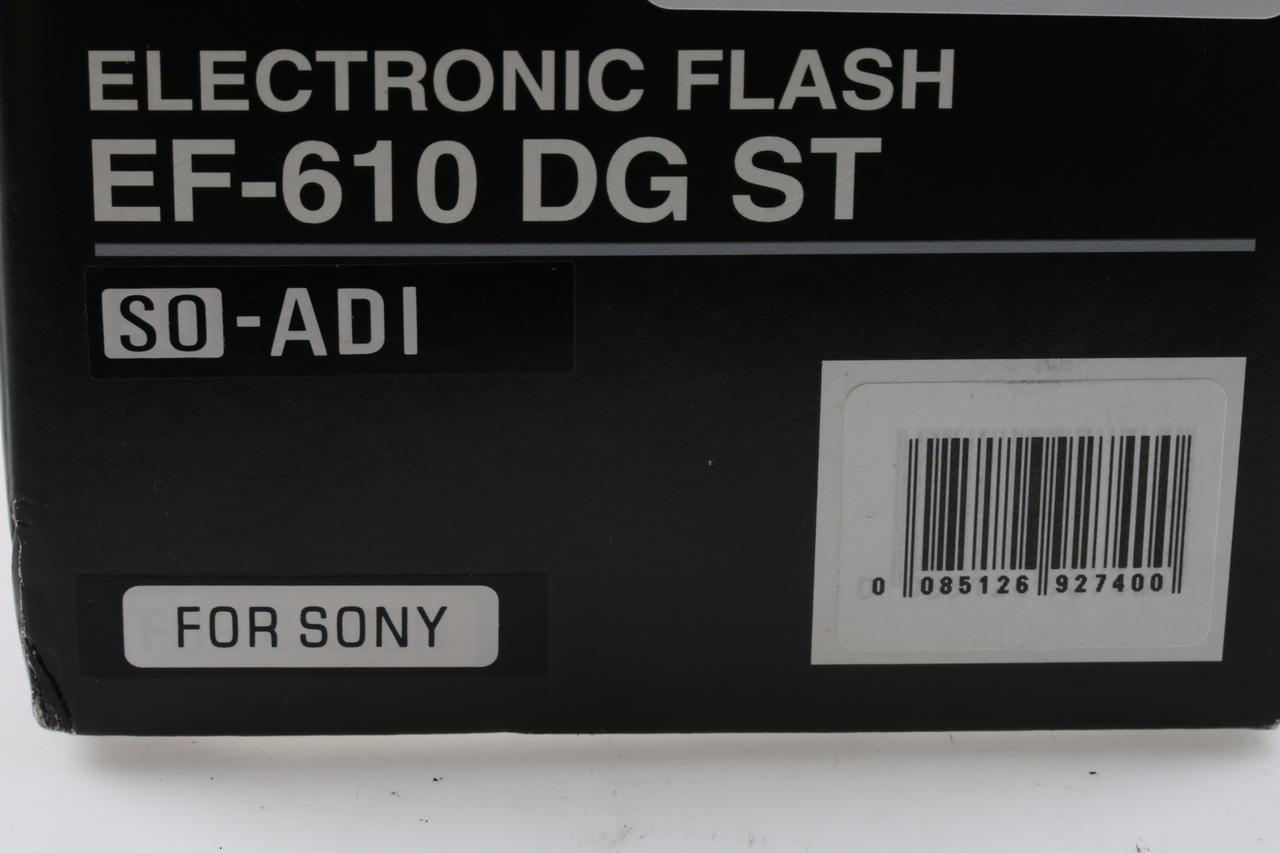 ELECTRONIC FLASH
EF-610 DG ST
SO-ADI
FOR SONY
0 085126 927400